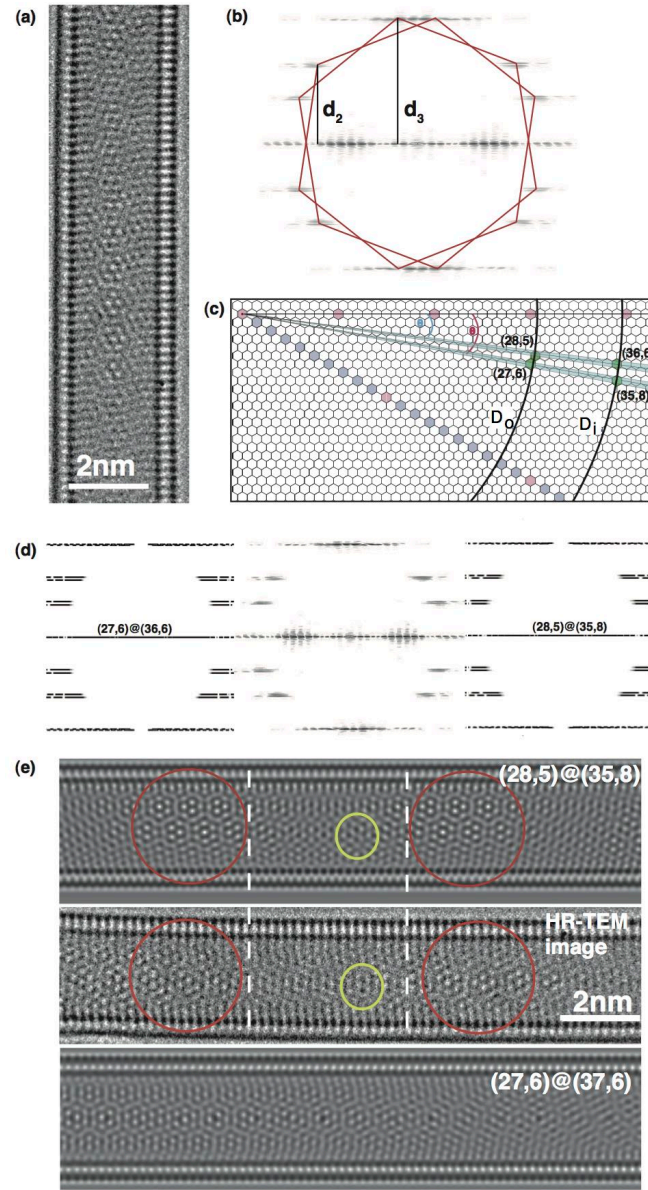 (a)
2nm
(b)
d2
d3
(c)
θ
θ
(28,5)
(27,6)
(36,6)
(35,8)
Do
Di
(d)
(27,6)@(36,6)
(28,5)@(35,8)
(e)
(28,5)@(35,8)
HR-TEM
image
2nm
(27,6)@(37,6)